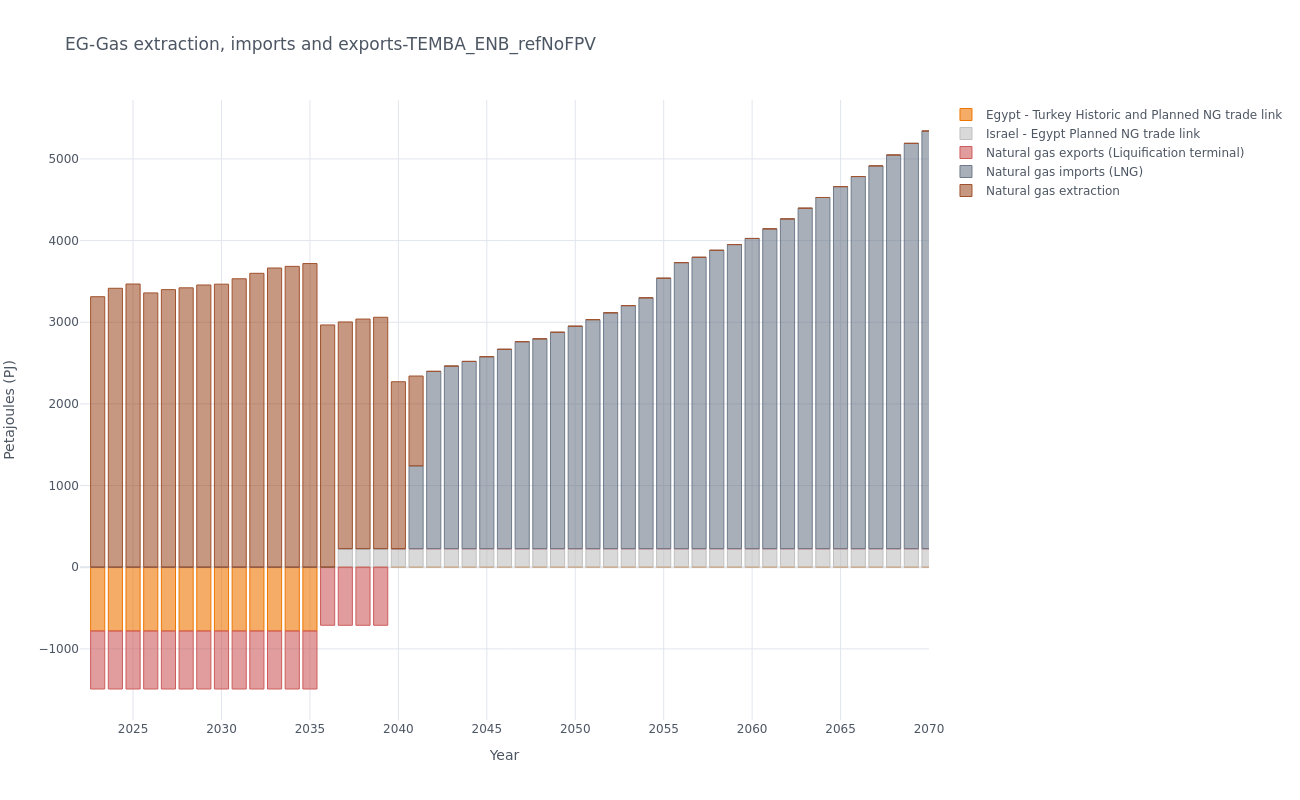 EG-Gas extraction, imports and exports-TEMBA_ENB_refNoFPV
Egypt - Turkey Historic and Planned NG trade link
Israel - Egypt Planned NG trade link
Natural gas exports (Liquification terminal)
Natural gas imports (LNG)
Natural gas extraction
Petajoules (PJ)
5000
4000
3000
2000
1000
0
−1000
2025 2030 2035 2040 2045 2050 2055 2060 2065 2070
Year